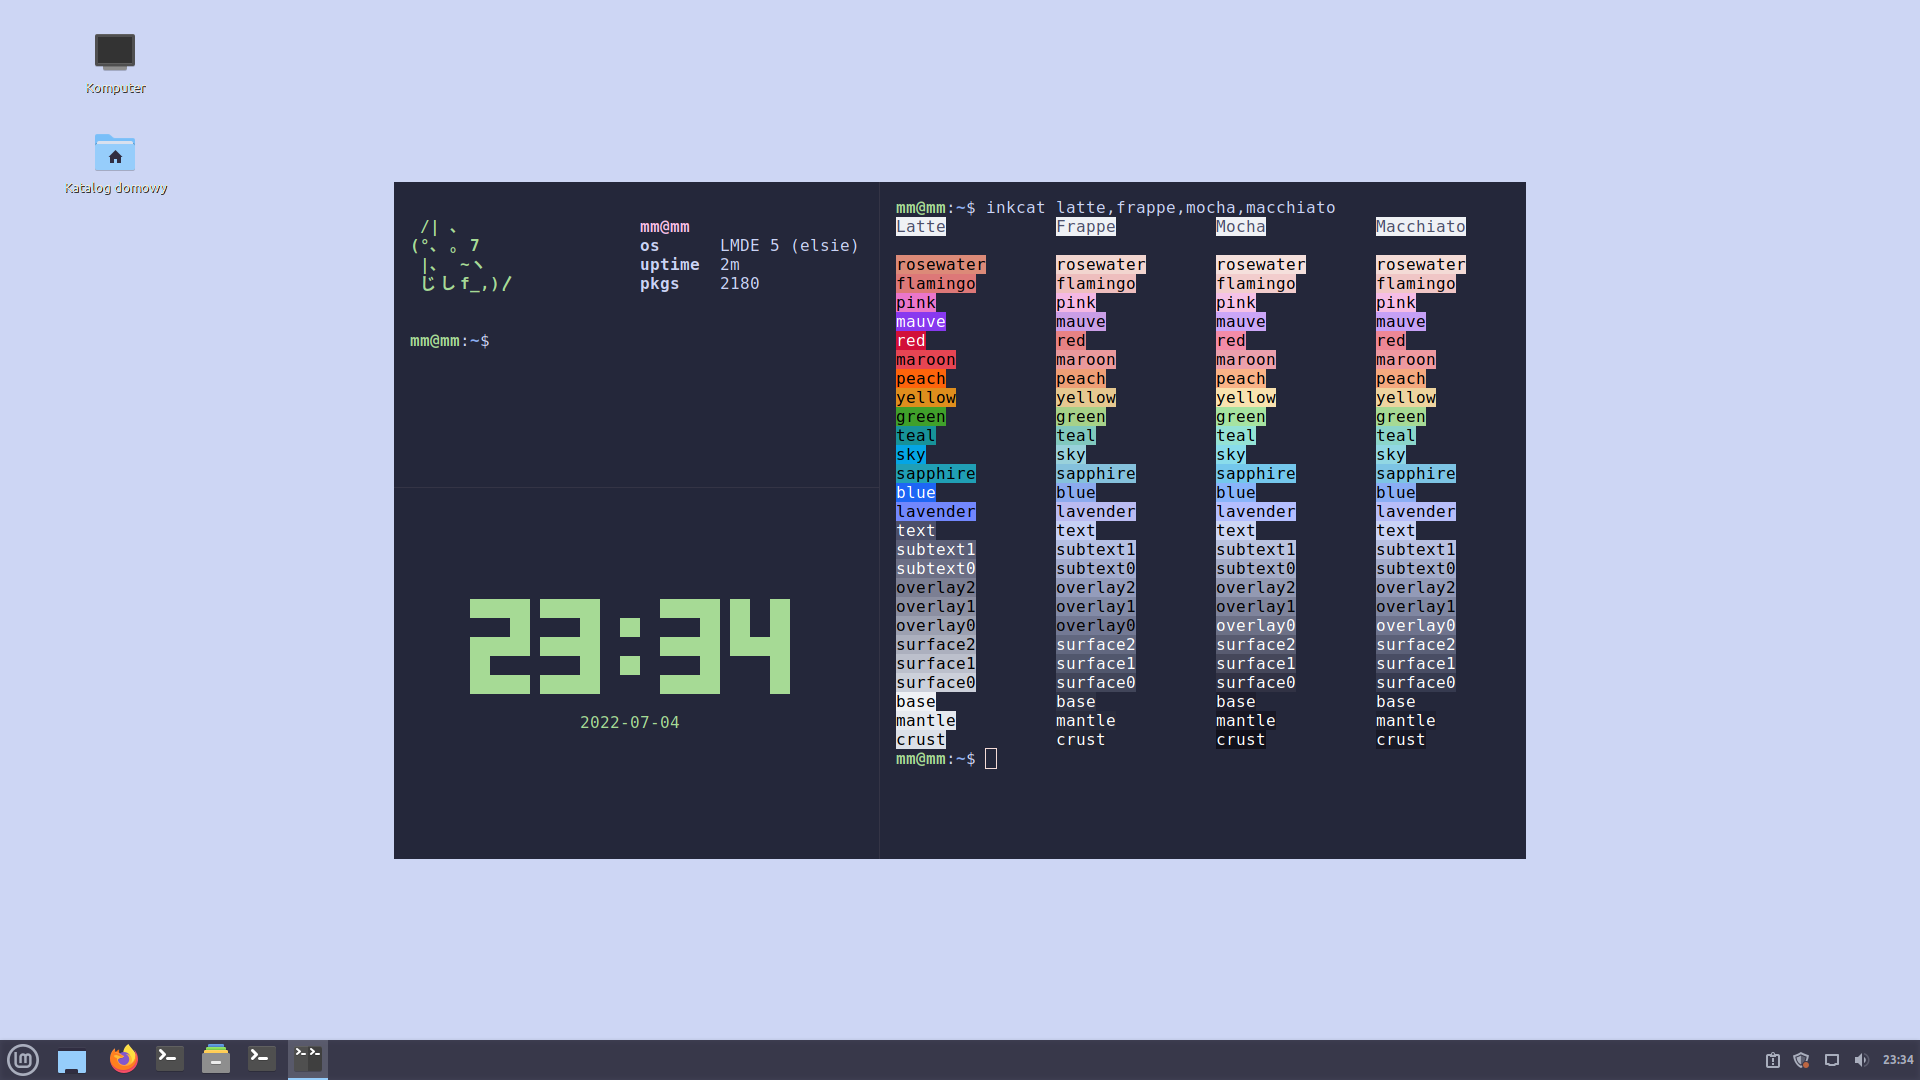 Komputer
Katalog domowy
/| ､
(°､ 。7
|､ ~ヽ
じしf_,)ノ
mm@mm
os LMDE 5 (elsie)
uptime 2m
pkgs 2180
mm@mm:~$
23:34
2022-07-04
mm@mm:~$ inkcat latte,frappe,mocha,macchiato
Latte Frappe Mocha Macchiato
rosewater rosewater rosewater rosewater
flamingo flamingo flamingo flamingo
pink pink pink pink
mauve mauve mauve mauve
red red red red
maroon maroon maroon maroon
peach peach peach peach
yellow yellow yellow yellow
green green green green
teal teal teal teal
sky sky sky sky
sapphire sapphire sapphire sapphire
blue blue blue blue
lavender lavender lavender lavender
text text text text
subtext1 subtext1 subtext1 subtext1
subtext0 subtext0 subtext0 subtext0
overlay2 overlay2 overlay2 overlay2
overlay1 overlay1 overlay1 overlay1
overlay0 overlay0 overlay0 overlay0
surface2 surface2 surface2 surface2
surface1 surface1 surface1 surface1
surface0 surface0 surface0 surface0
base base base base
mantle mantle mantle mantle
crust crust crust crust
mm@mm:~$
23:34